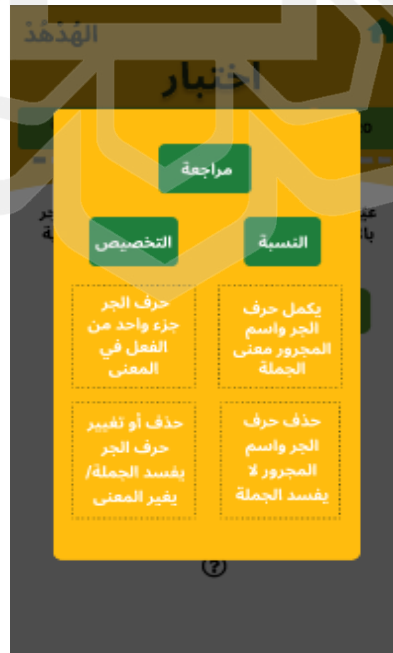 الهُدْهُدْ
اختبار
مراجعة
النسبة
التخصيص
يكمل حرف
الجر واسم
المجرور معنى
الجملة
حرف الجر
جزء واحد من
الفعل في
المعنى
حذف حرف
الجر واسم
المجرور لا
يفسد الجملة
حذف أو تغيير
حرف الجر
يفسد الجملة/
يغير المعنى
?